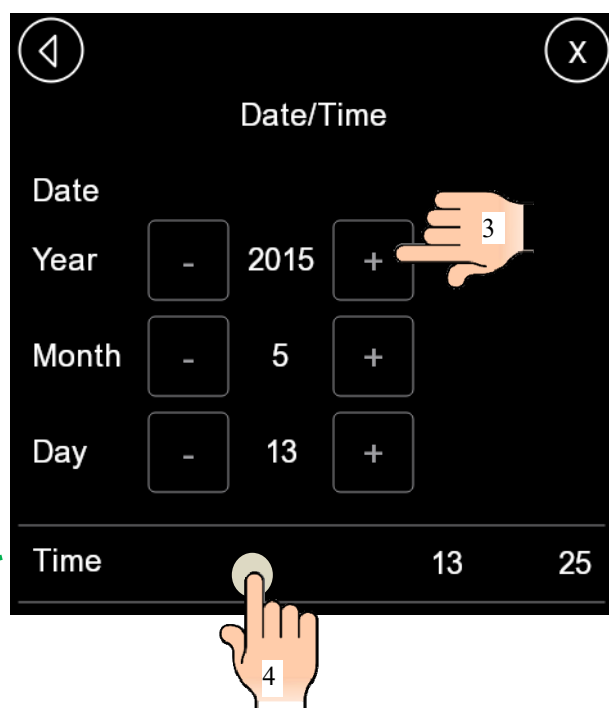 X
Date/Time
Date
Year - 2015 + 3
Month - 5 +
Day - 13 +
Time 13 25
4